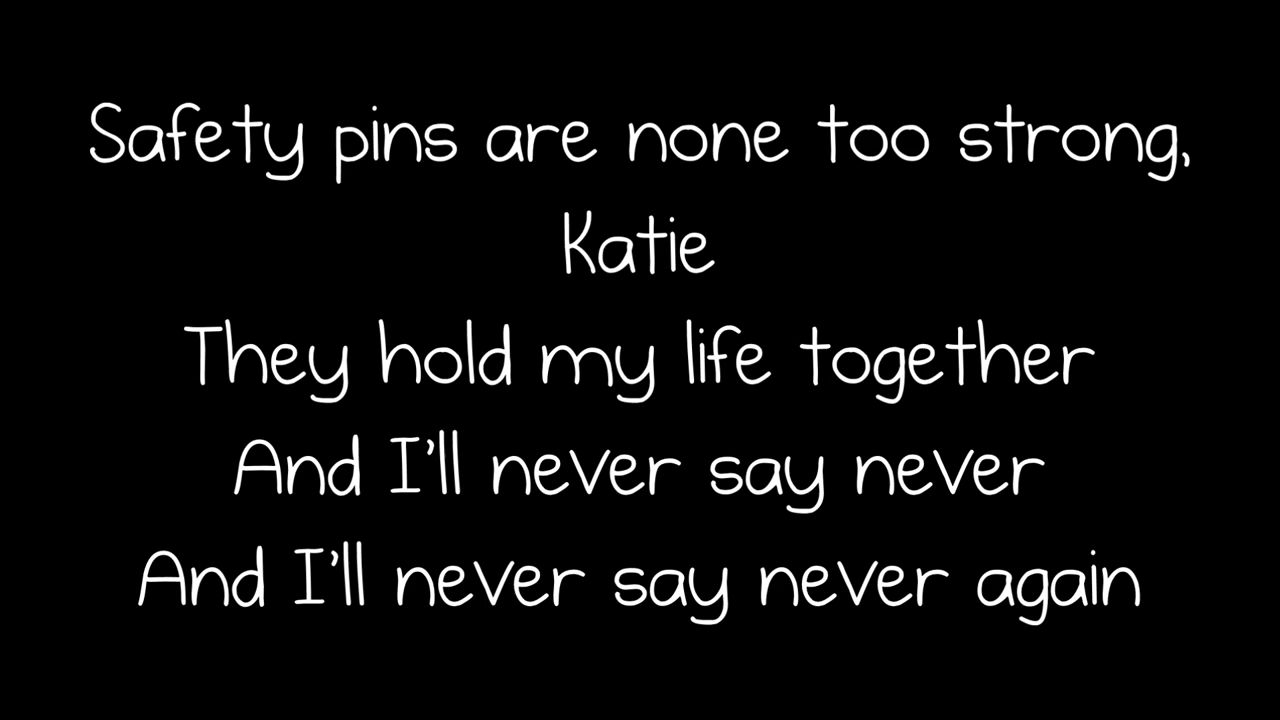 Safety pins are none too strong,
Katie
They hold my life together
And I'll never say never
And I'll never say never again